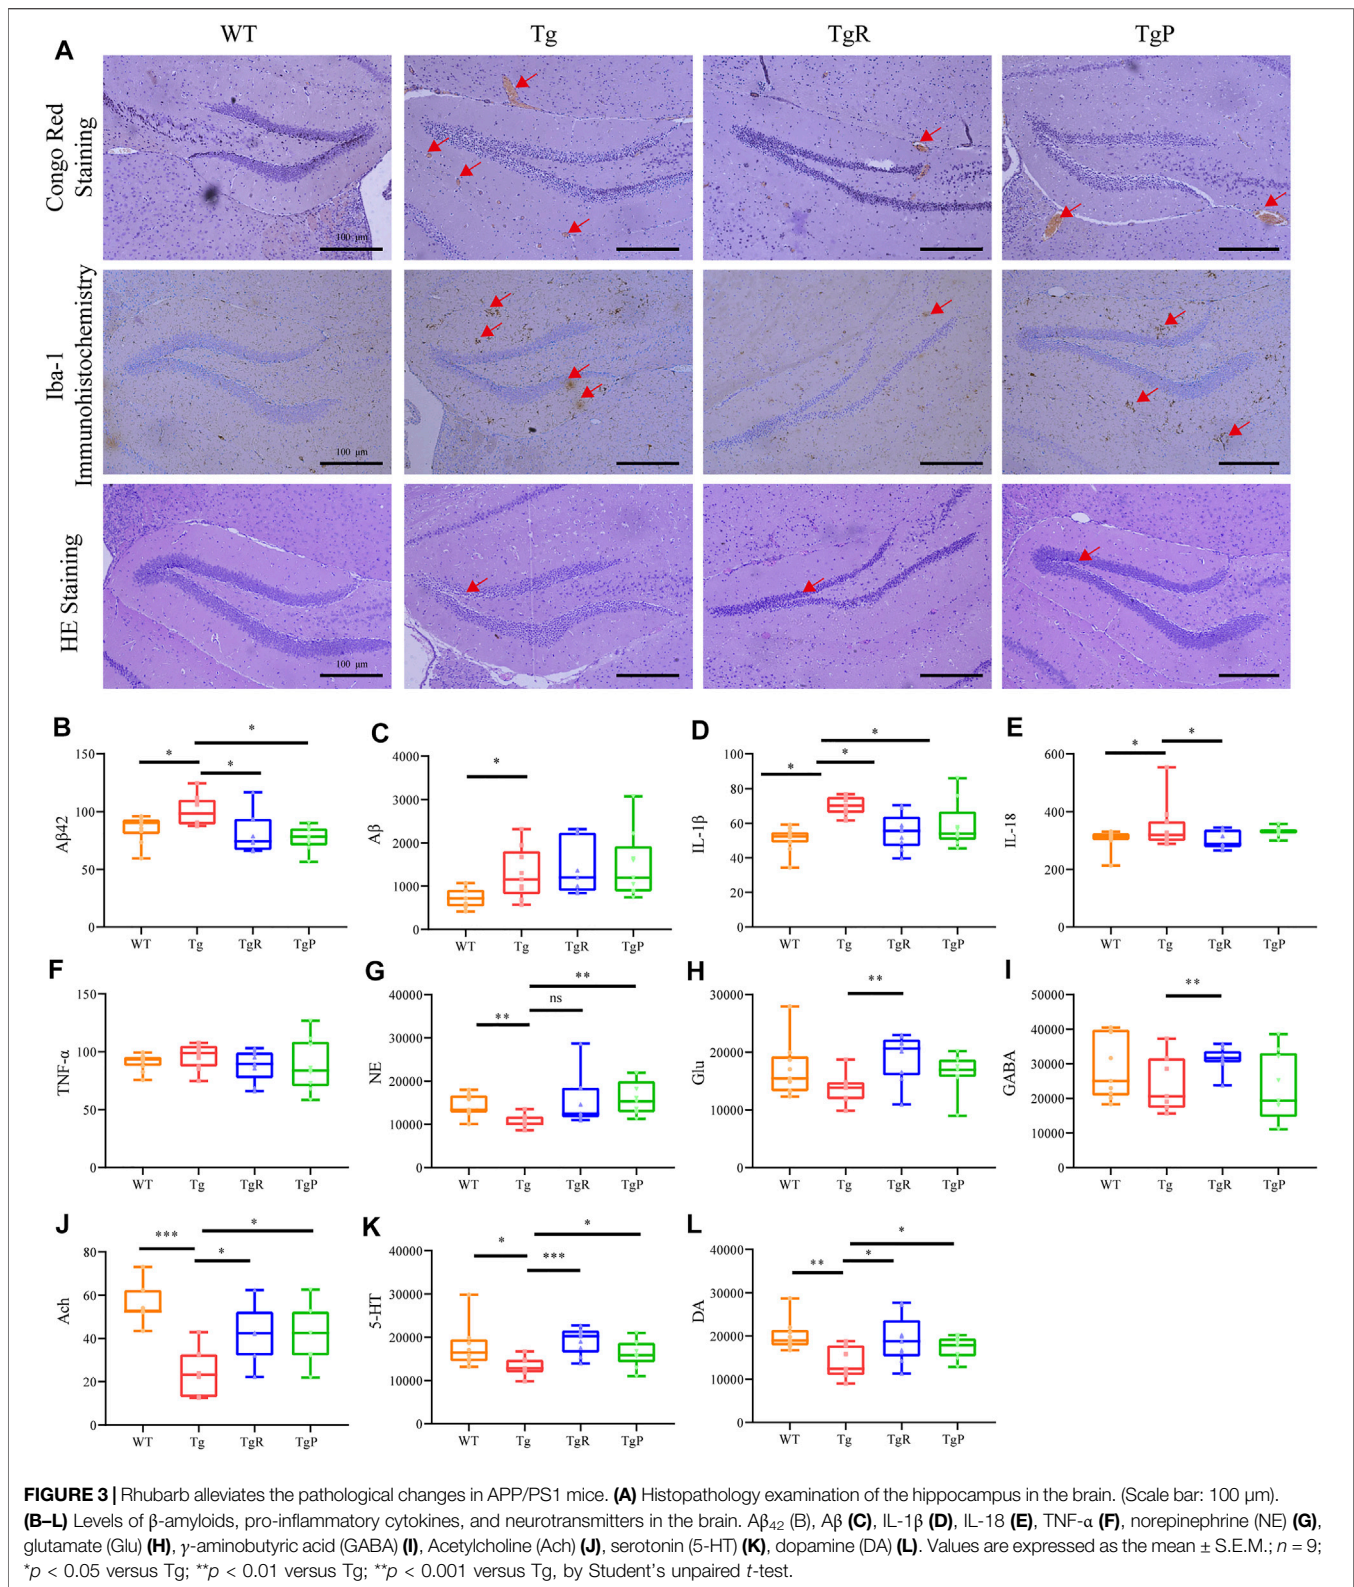 WT Tg TgR TgP
A
Congo Red
Staining
100 μm
Iba-1
Immunohistochemistry
100 μm
HE Staining
100 μm
B
Aβ42
150
100
50
0
* * *
WT Tg TgR TgP
C
Aβ
4000
3000
2000
1000
0
*
WT Tg TgR TgP
D
IL-1β
100
80
60
40
20
0
* * *
WT Tg TgR TgP
E
IL-18
600
400
200
0
* *
WT Tg TgR TgP
F
TNF-α
150
100
50
0
WT Tg TgR TgP
G
NE
40000
30000
20000
10000
0
** ns **
WT Tg TgR TgP
H
Glu
30000
20000
10000
0
**
WT Tg TgR TgP
I
GABA
50000
40000
30000
20000
10000
0
**
WT Tg TgR TgP
J
Ach
80
60
40
20
0
*** * *
WT Tg TgR TgP
K
5-HT
40000
30000
20000
10000
0
* *** *
WT Tg TgR TgP
L
DA
40000
30000
20000
10000
0
** * *
WT Tg TgR TgP
FIGURE 3 | Rhubarb alleviates the pathological changes in APP/PS1 mice. (A) Histopathology examination of the hippocampus in the brain. (Scale bar: 100 μm).
(B–L) Levels of β-amyloids, pro-inflammatory cytokines, and neurotransmitters in the brain. Aβ42 (B), Aβ (C), IL-1β (D), IL-18 (E), TNF-α (F), norepinephrine (NE) (G),
glutamate (Glu) (H), γ-aminobutyric acid (GABA) (I), Acetylcholine (Ach) (J), serotonin (5-HT) (K), dopamine (DA) (L). Values are expressed as the mean ± S.E.M.; n = 9;
*p < 0.05 versus Tg; **p < 0.01 versus Tg; **p < 0.001 versus Tg, by Student's unpaired t-test.